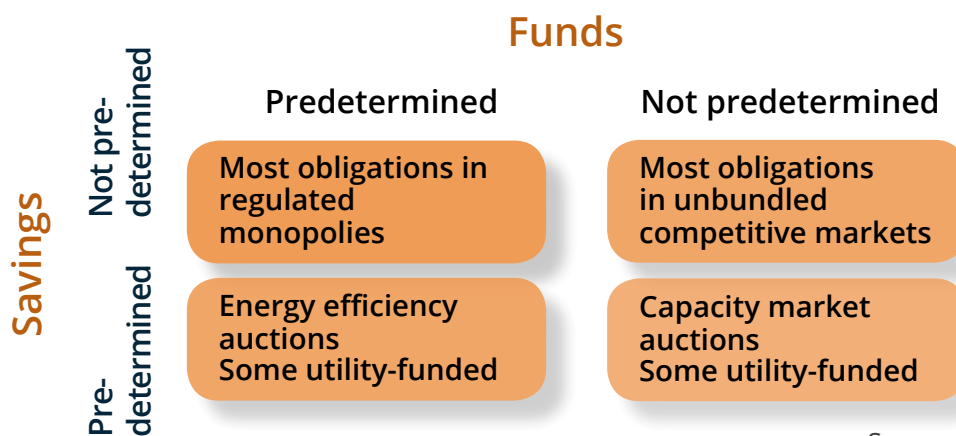 Funds
Predetermined
Not predetermined
Savings
Not pre-
determined
Most obligations in
regulated
monopolies
Most obligations
in unbundled
competitive markets
Pre-
determined
Energy efficiency
auctions
Some utility-funded
Capacity market
auctions
Some utility-funded